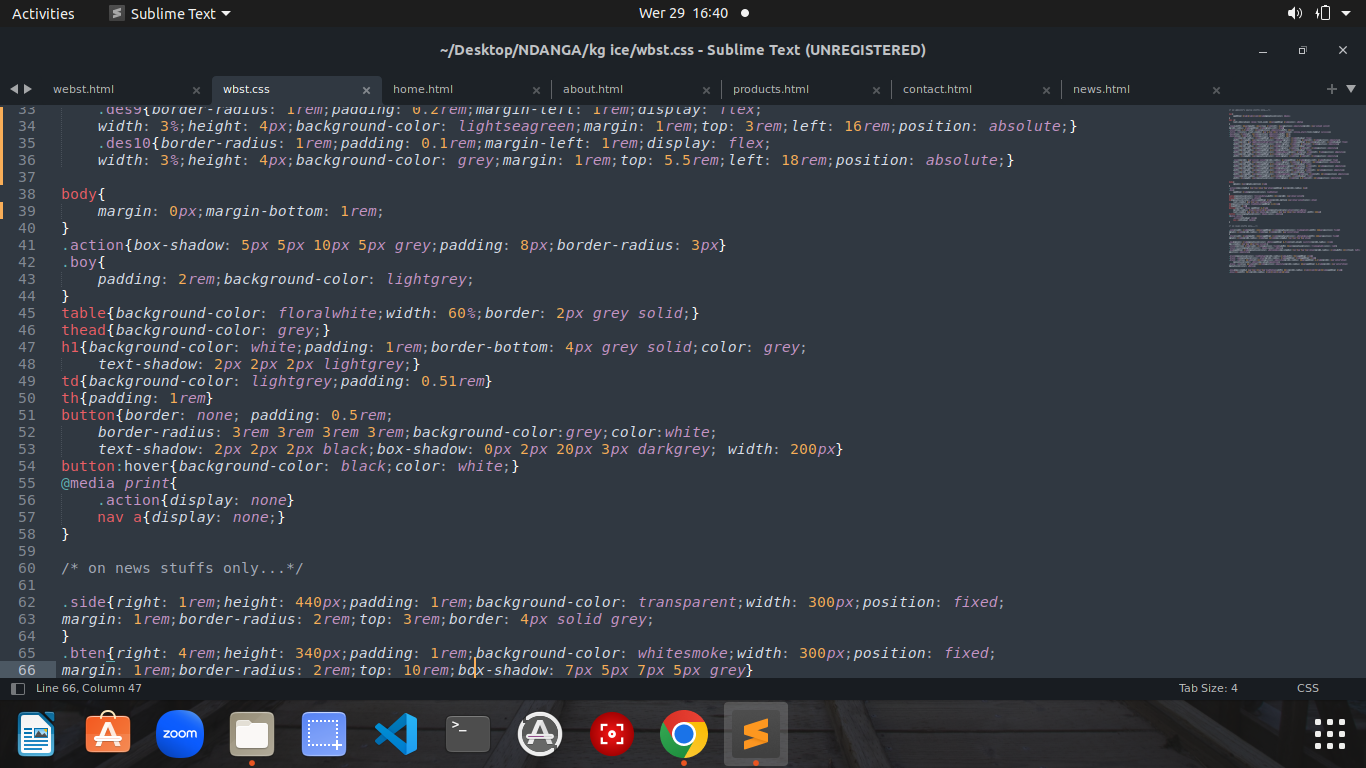 Activities Sublime Text Wer 29 16:40
~/Desktop/NDANGA/kg ice/wbst.css - Sublime Text (UNREGISTERED)
webst.html wbst.css home.html about.html products.html contact.html news.html
33 .des9{border-radius: 1rem;padding: 0.2rem;margin-left: 1rem;display: flex;
34 width: 3%;height: 4px;background-color: lightseagreen;margin: 1rem;top: 3rem;left: 16rem;position: absolute;}
35 .des10{border-radius: 1rem;padding: 0.1rem;margin-left: 1rem;display: flex;
36 width: 3%;height: 4px;background-color: grey;margin: 1rem;top: 5.5rem;left: 18rem;position: absolute;}
37
38 body{
39 margin: 0px;margin-bottom: 1rem;
40 }
41 .action{box-shadow: 5px 5px 10px 5px grey;padding: 8px;border-radius: 3px}
42 .boy{
43 padding: 2rem;background-color: lightgrey;
44 }
45 table{background-color: floralwhite;width: 60%;border: 2px grey solid;}
46 thead{background-color: grey;}
47 h1{background-color: white;padding: 1rem;border-bottom: 4px grey solid;color: grey;
48 text-shadow: 2px 2px 2px lightgrey;}
49 td{background-color: lightgrey;padding: 0.51rem}
50 th{padding: 1rem}
51 button{border: none; padding: 0.5rem;
52 border-radius: 3rem 3rem 3rem 3rem;background-color:grey;color:white;
53 text-shadow: 2px 2px 2px black;box-shadow: 0px 2px 20px 3px darkgrey; width: 200px}
54 button:hover{background-color: black;color: white;}
55 @media print{
56 .action{display: none}
57 nav a{display: none;}
58 }
59
60 /* on news stuffs only...*/
61
62 .side{right: 1rem;height: 440px;padding: 1rem;background-color: transparent;width: 300px;position: fixed;
63 margin: 1rem;border-radius: 2rem;top: 3rem;border: 4px solid grey;
64 }
65 .bten{right: 4rem;height: 340px;padding: 1rem;background-color: whitesmoke;width: 300px;position: fixed;
66 margin: 1rem;border-radius: 2rem;top: 10rem;box-shadow: 7px 5px 7px 5px grey}
Line 66, Column 47 Tab Size: 4 CSS
zoom